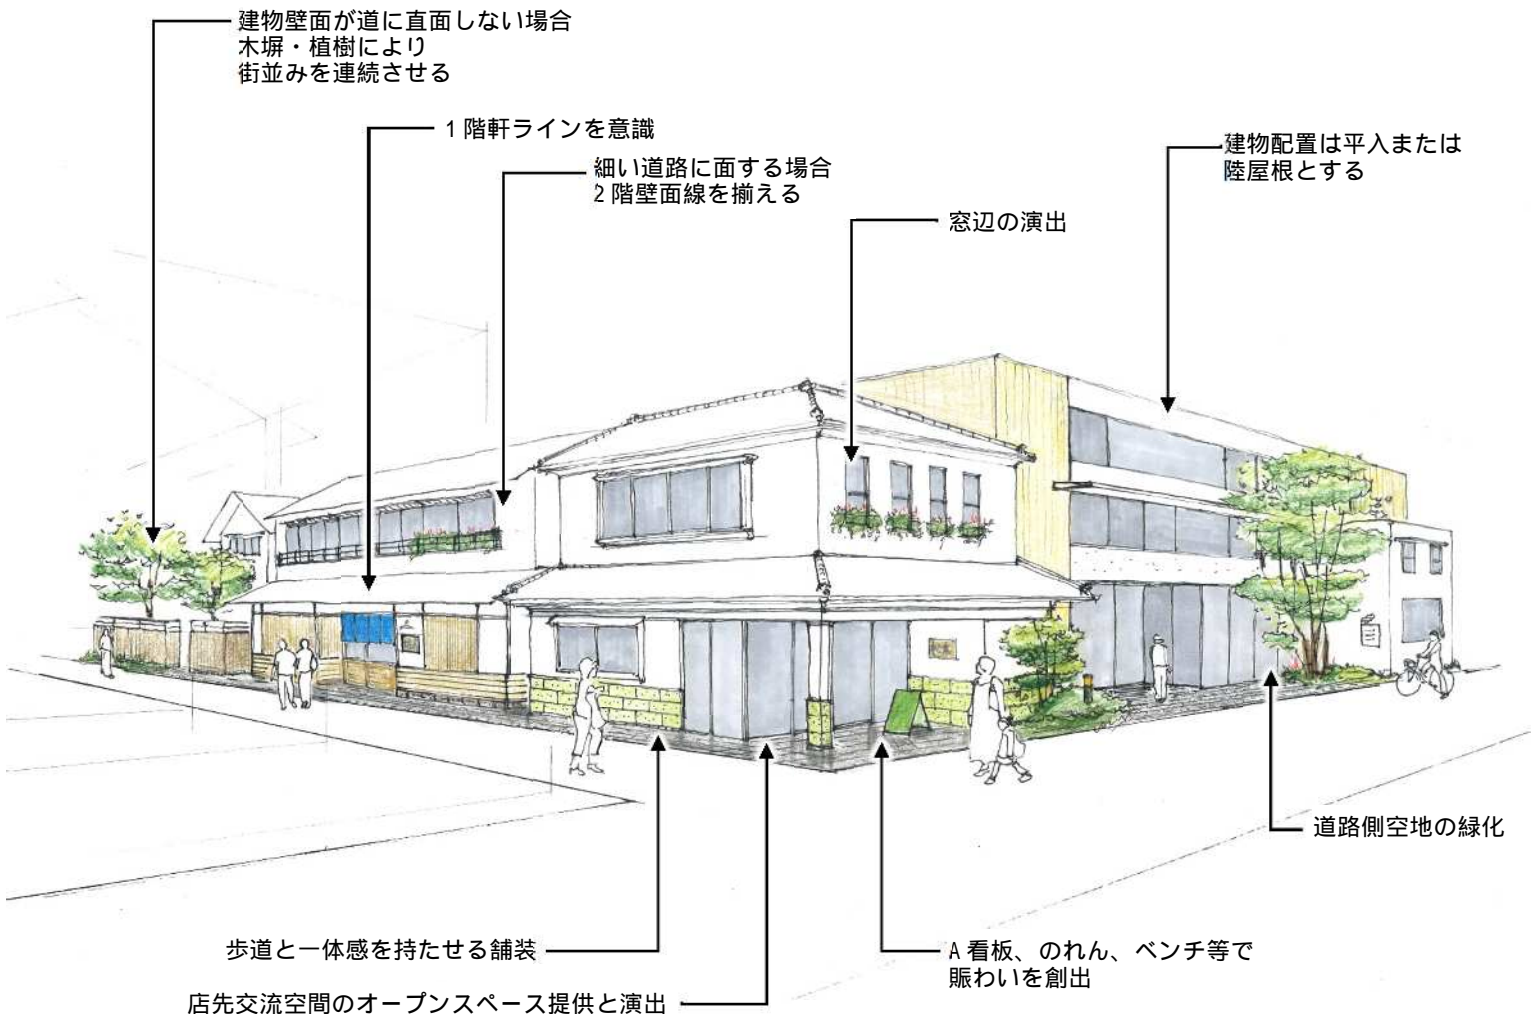 建物壁面が道に直面しない場合
木塀・植樹により
街並みを連続させる
1階軒ラインを意識
細い道路に面する場合
2階壁面線を揃える
建物配置は平入または
陸屋根とする
窓辺の演出
道路側空地の緑化
歩道と一体感を持たせる舗装
A看板、のれん、ベンチ等で
賑わいを創出
店先交流空間のオープンスペース提供と演出